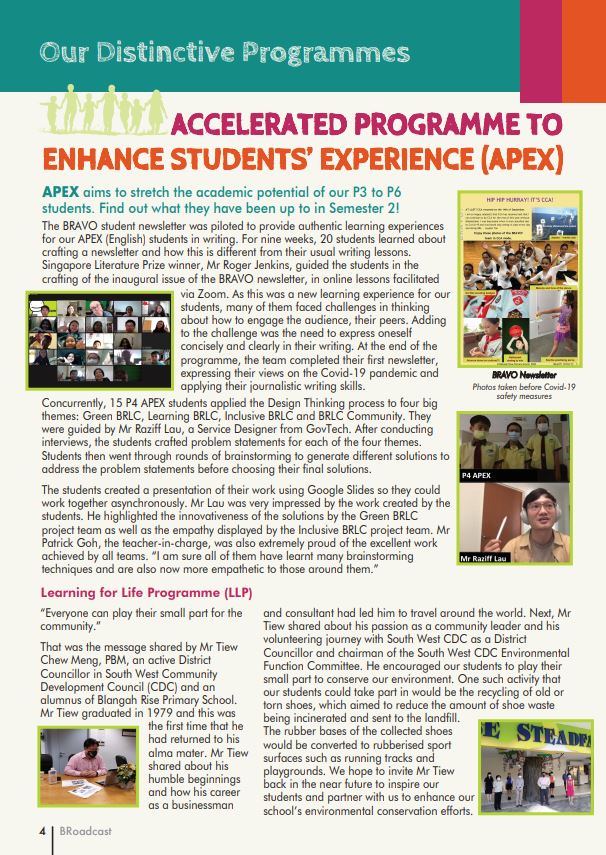 Our Distinctive Programmes
ACCELERATED PROGRAMME TO
ENHANCE STUDENTS' EXPERIENCE (APEX)
APEX aims to stretch the academic potential of our P3 to P6
students. Find out what they have been up to in Semester 2!
The BRAVO student newsletter was piloted to provide authentic learning experiences
for our APEX (English) students in writing. For nine weeks, 20 students learned about
crafting a newsletter and how this is different from their usual writing lessons.
Singapore Literature Prize winner, Mr Roger Jenkins, guided the students in the
crafting of the inaugural issue of the BRAVO newsletter, in online lessons facilitated
via Zoom. As this was a new learning experience for our
students, many of them faced challenges in thinking
about how to engage the audience, their peers. Adding
to the challenge was the need to express oneself
concisely and clearly in their writing. At the end of the
programme, the team completed their first newsletter,
expressing their views on the Covid-19 pandemic and
applying their journalistic writing skills.
HIP HIP HURRAY! IT'S CCA!
BRAVO Newsletter
Photos taken before Covid-19
safety measures
Concurrently, 15 P4 APEX students applied the Design Thinking process to four big
themes: Green BRLC, Learning BRLC, Inclusive BRLC and BRLC Community. They
were guided by Mr Raziff Lau, a Service Designer from GovTech. After conducting
interviews, the students crafted problem statements for each of the four themes.
Students then went through rounds of brainstorming to generate different solutions to
address the problem statements before choosing their final solutions.
The students created a presentation of their work using Google Slides so they could
work together asynchronously. Mr Lau was very impressed by the work created by the
students. He highlighted the innovativeness of the solutions by the Green BRLC
project team as well as the empathy displayed by the Inclusive BRLC project team. Mr
Patrick Goh, the teacher-in-charge, was also extremely proud of the excellent work
achieved by all teams. "I am sure all of them have learnt many brainstorming
techniques and are also now more empathetic to those around them."
P4 APEX
Mr Raziff Lau
Learning for Life Programme (LLP)
"Everyone can play their small part for the
community."
That was the message shared by Mr Tiew
Chew Meng, PBM, an active District
Councillor in South West Community
Development Council (CDC) and an
alumnus of Blangah Rise Primary School.
Mr Tiew graduated in 1979 and this was
the first time that he
had returned to his
alma mater. Mr Tiew
shared about his
humble beginnings
and how his career
as a businessman
and consultant had led him to travel around the world. Next, Mr
Tiew shared about his passion as a community leader and his
volunteering journey with South West CDC as a District
Councillor and chairman of the South West CDC Environmental
Function Committee. He encouraged our students to play their
small part to conserve our environment. One such activity that
our students could take part in would be the recycling of old or
torn shoes, which aimed to reduce the amount of shoe waste
being incinerated and sent to the landfill.
The rubber bases of the collected shoes
would be converted to rubberised sport
surfaces such as running tracks and
playgrounds. We hope to invite Mr Tiew
back in the near future to inspire our
students and partner with us to enhance our
school's environmental conservation efforts.
E STEADFA
4 BRoadcast